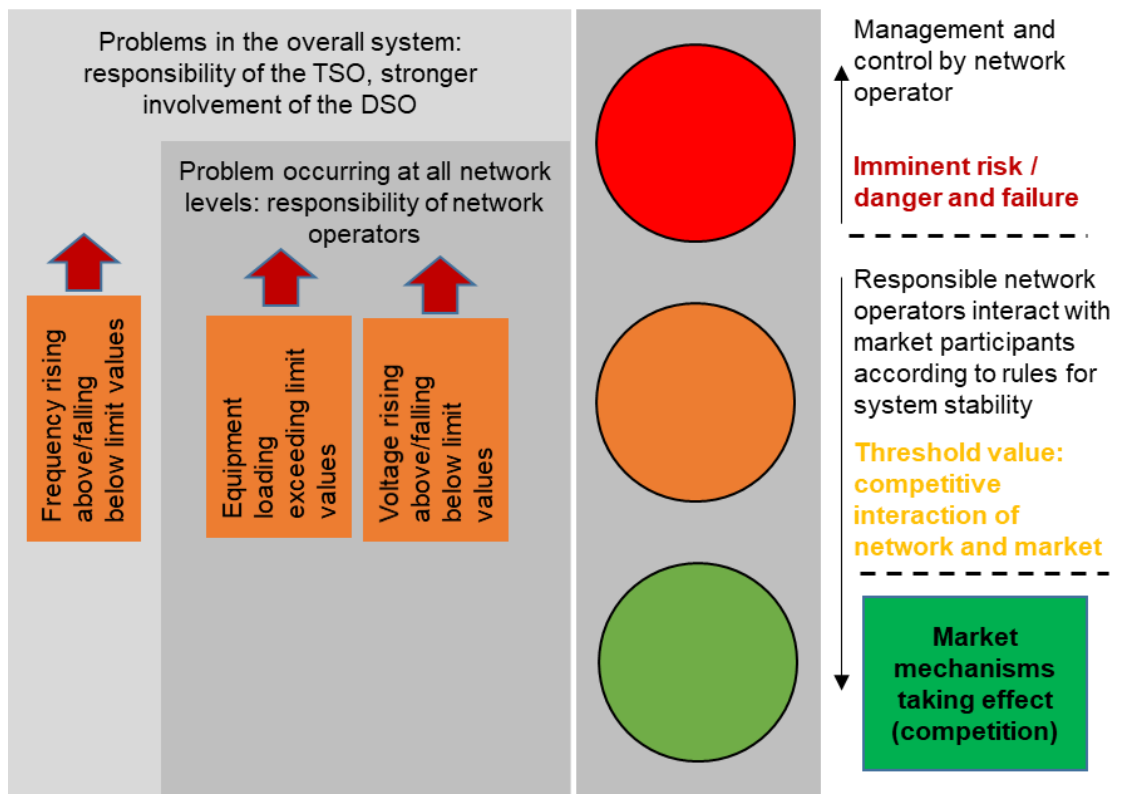 Problems in the overall system:
responsibility of the TSO, stronger
involvement of the DSO
Problem occurring at all network
levels: responsibility of network
operators
Frequency rising
above/falling
below limit values
Equipment
loading
exceeding limit
values
Voltage rising
above/falling
below limit
values
Management and
control by network
operator
Imminent risk /
danger and failure
Responsible network
operators interact with
market participants
according to rules for
system stability
Threshold value:
competitive
interaction of
network and market
Market
mechanisms
taking effect
(competition)